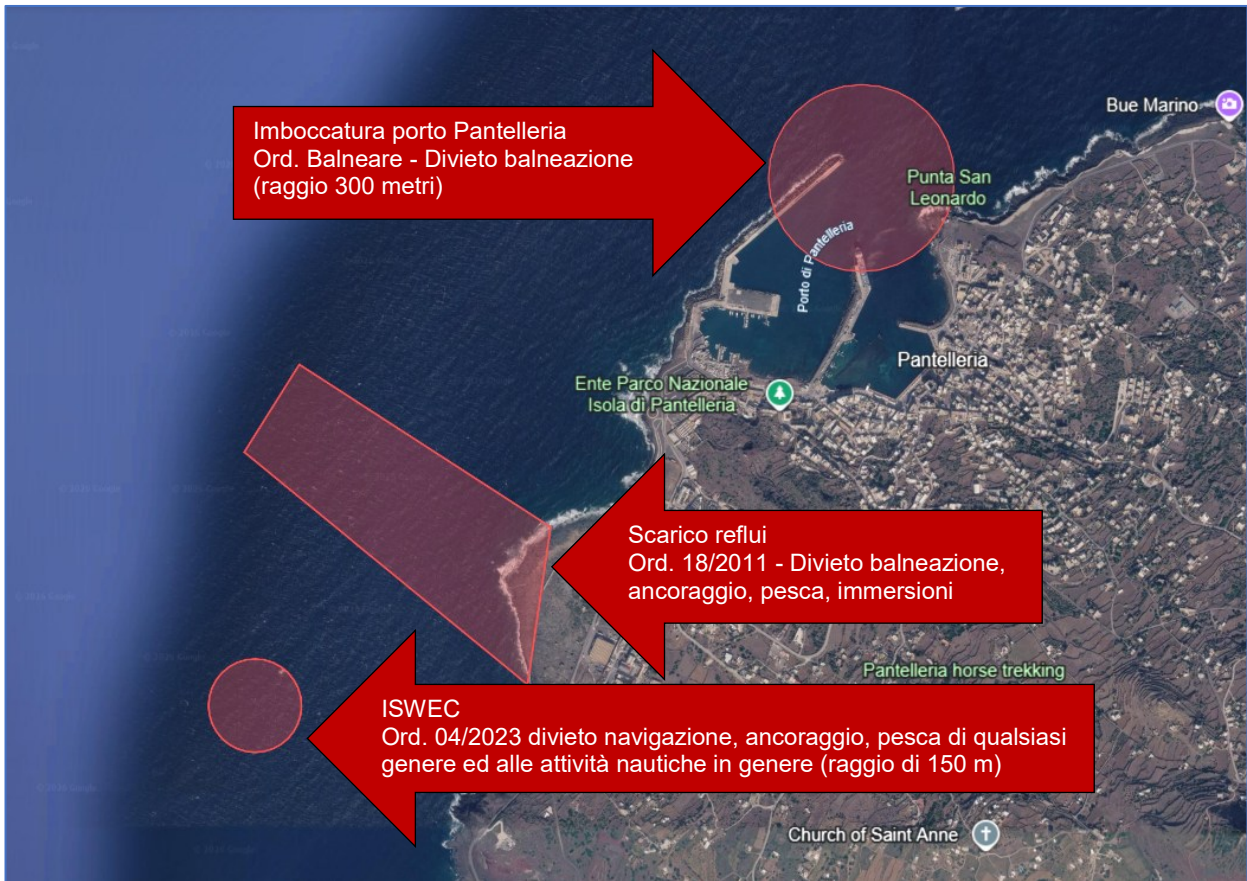 Imboccatura porto Pantelleria
Ord. Balneare - Divieto balneazione
(raggio 300 metri)
Bue Marino
Punta San
Leonardo
Porto di Pantelleria
Pantelleria
Ente Parco Nazionale
Isola di Pantelleria
Scarico reflui
Ord. 18/2011 - Divieto balneazione,
ancoraggio, pesca, immersioni
Pantelleria horse trekking
ISWEC
Ord. 04/2023 divieto navigazione, ancoraggio, pesca di qualsiasi
genere ed alle attività nautiche in genere (raggio di 150 m)
Church of Saint Anne